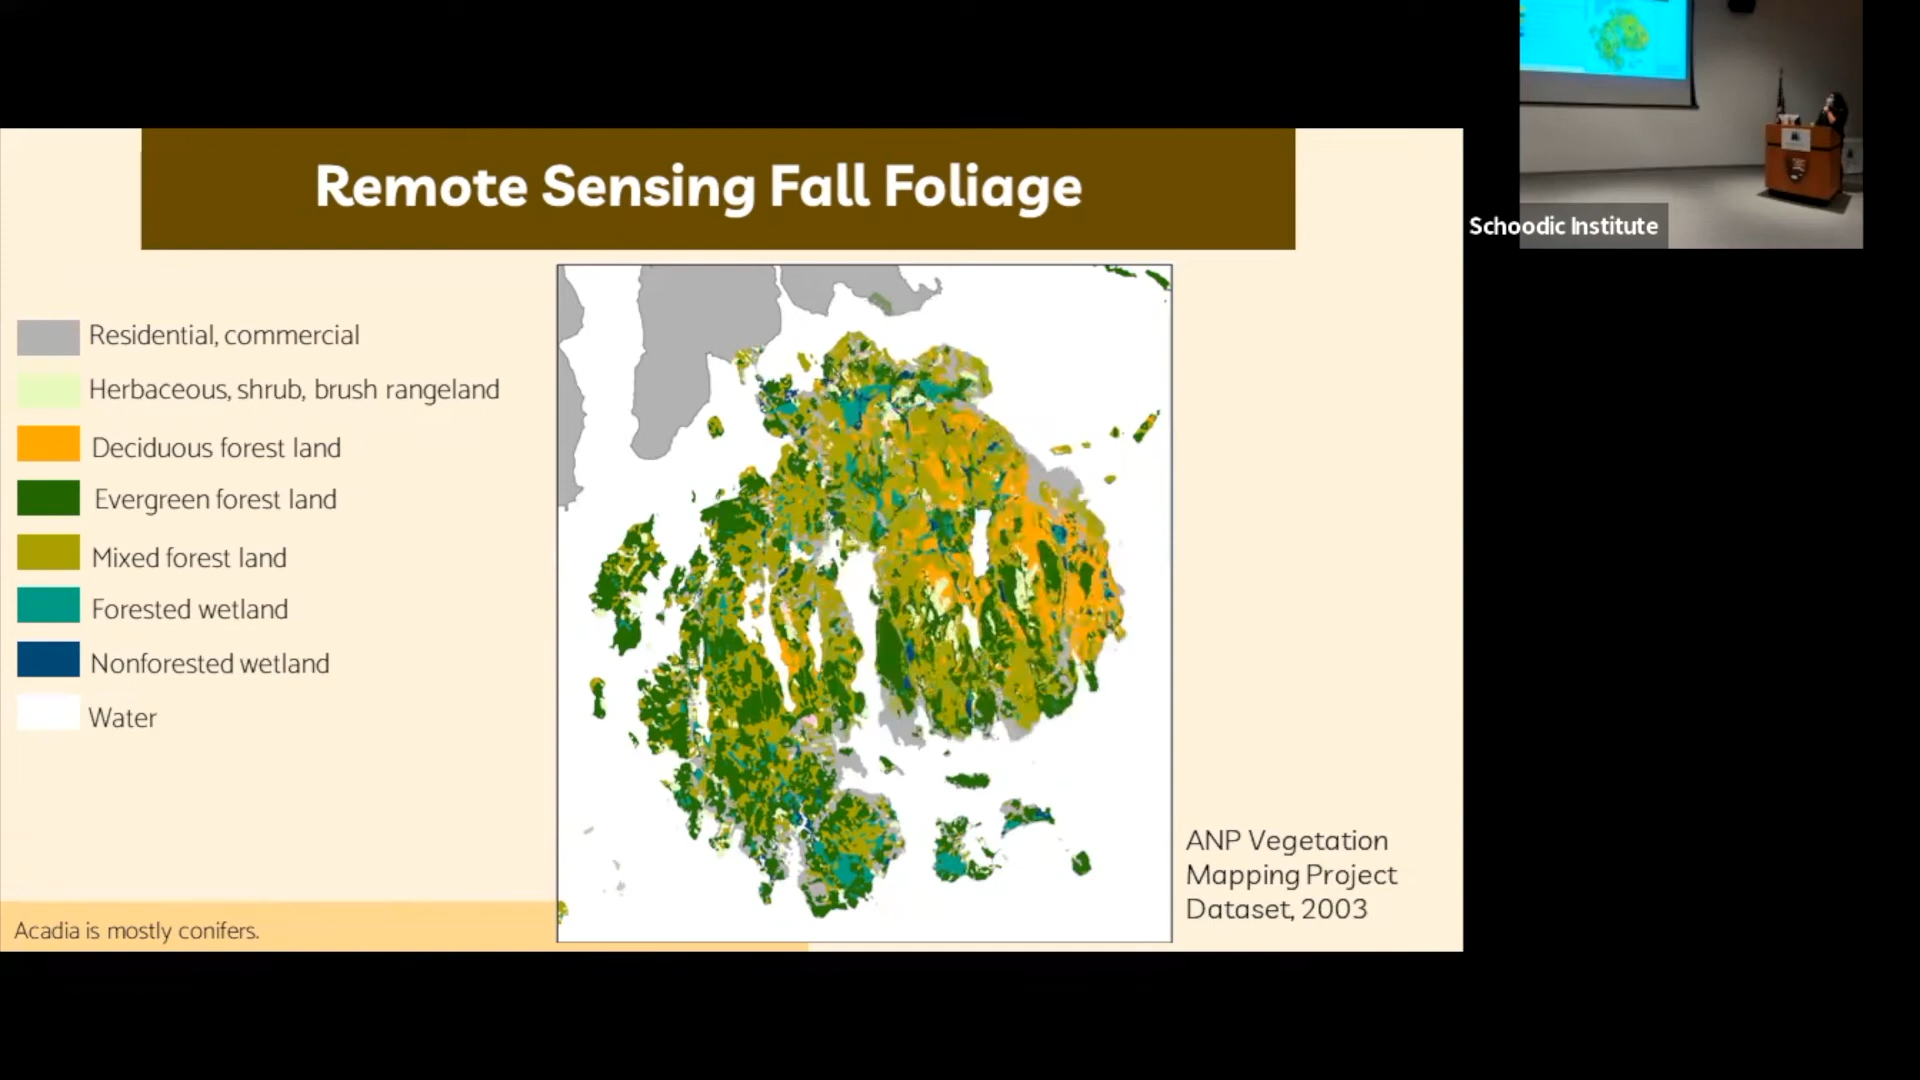 Remote Sensing Fall Foliage
Schoodic Institute
Residential, commercial
Herbaceous, shrub, brush rangeland
Deciduous forest land
Evergreen forest land
Mixed forest land
Forested wetland
Nonforested wetland
Water
ANP Vegetation
Mapping Project
Dataset, 2003
Acadia is mostly conifers.